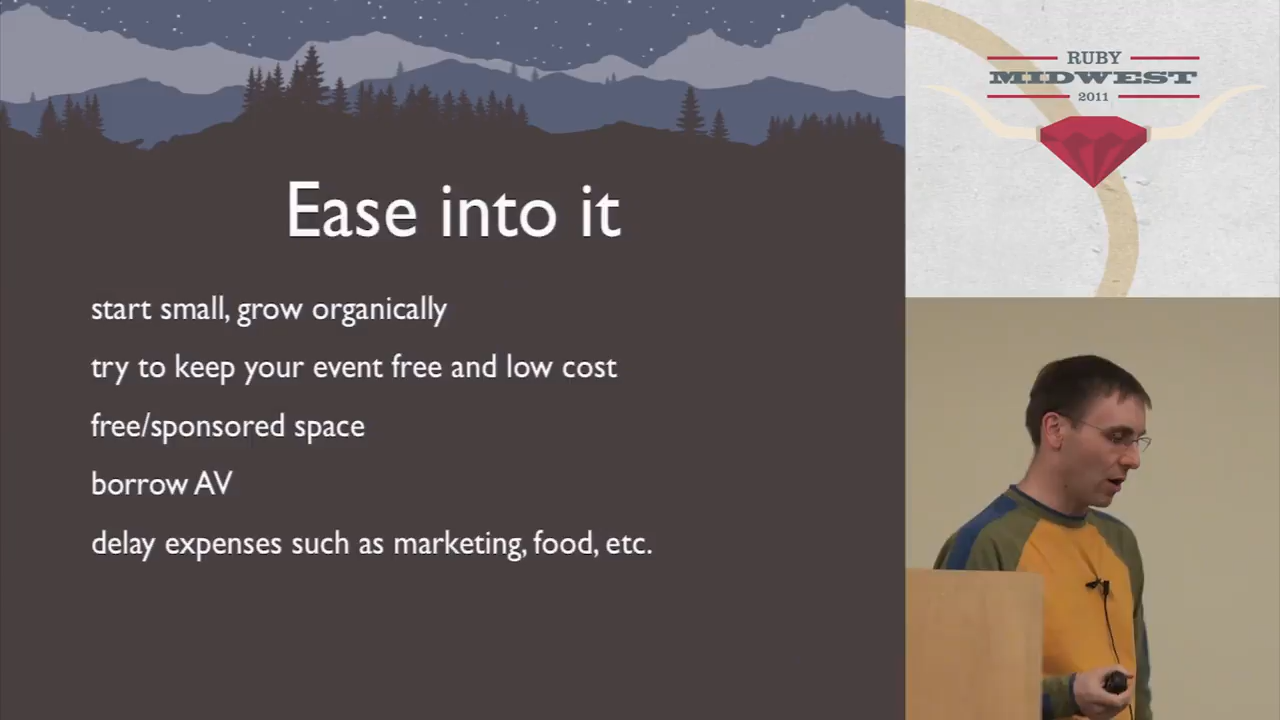 Ease into it
start small, grow organically
try to keep your event free and low cost
free/sponsored space
borrow AV
delay expenses such as marketing, food, etc.
RUBY
MIDWEST
2011